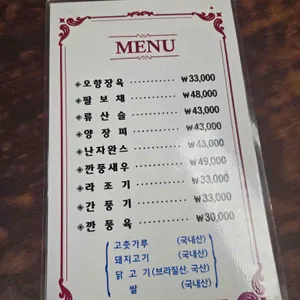 MENU
◈오향장육 ·········· ₩33,000
◈팔 보 채 ·········· ₩48,000
◈류 산 슬 ·········· ₩43,000
◈양 장 피 ·········· ₩43,000
◈난자완스 ·········· ₩43,000
◈깐풍새우 ·········· ₩49,000
◈라 조 기 ·········· ₩33,000
◈간 풍 기 ·········· ₩33,000
◈깐 풍 육 ·········· ₩30,000
고춧가루 (국내산)
돼지고기 (국내산)
닭 고 기 (브라질산, 국산)
쌀 (국내산)